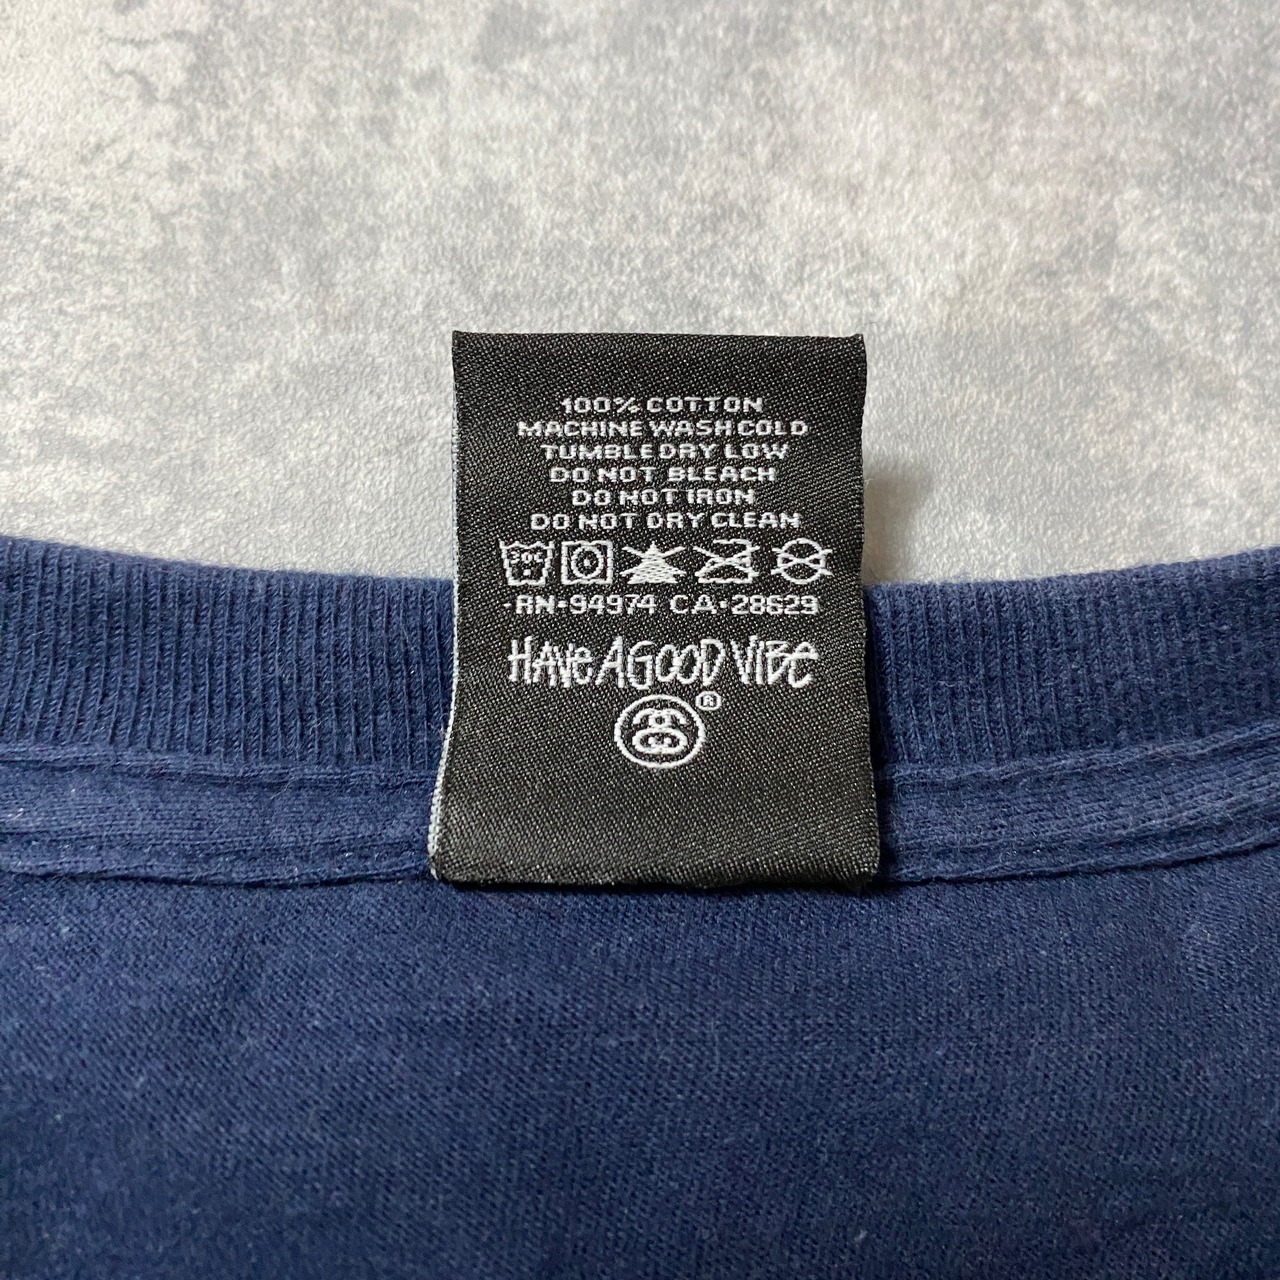 100% COTTON
MACHINE WASH COLD
TUMBLE DRY LOW
DO NOT BLEACH
DO NOT IRON
DO NOT DRY CLEAN
30C
RN·94974 CA·28629
HAVE A GOOD VIBE
®